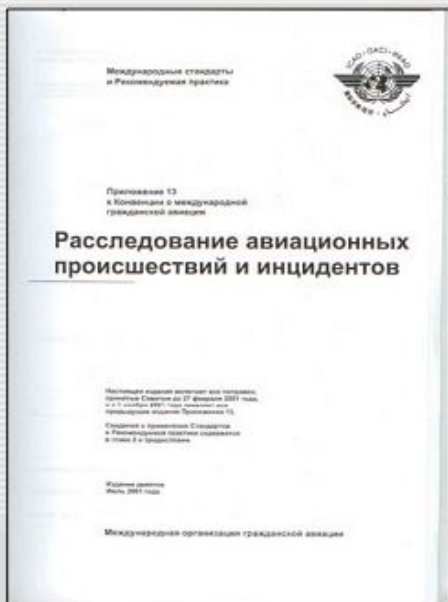 Международные стандарты
и Рекомендуемая практика
ICAO · OACI · ИКАО
Приложение 13
к Конвенции о международной
гражданской авиации
Расследование авиационных
происшествий и инцидентов
Настоящее издание включает все поправки,
принятые Советом до 27 февраля 2001 года,
и с 1 ноября 2001 года заменяет все
предыдущие издания Приложения 13.
Сведения о применении Стандартов
и Рекомендуемой практики содержатся
в главе 2 и предисловии.
Издание девятое
Июль 2001 года
Международная организация гражданской авиации